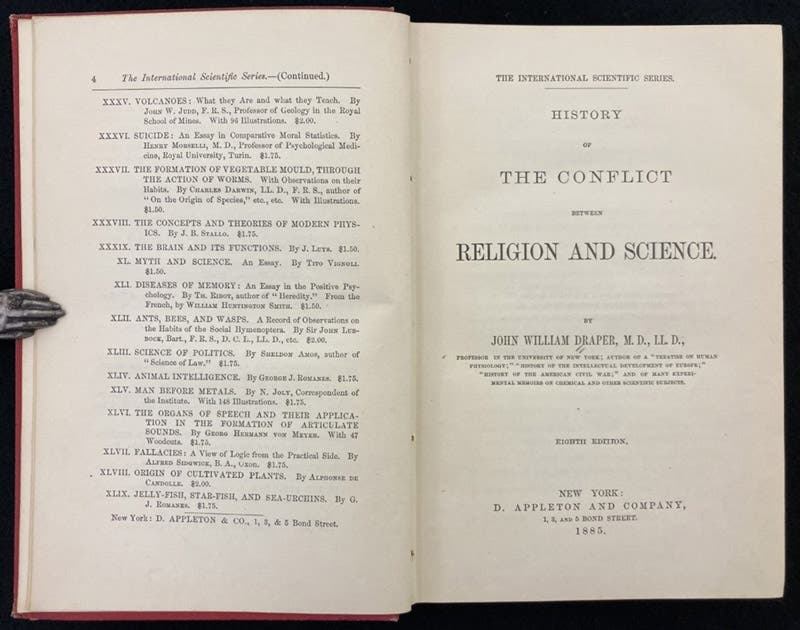 4 The International Scientific Series.—(Continued.)
XXXV. VOLCANOES: What they Are and what they Teach. By
JOHN W. JUDD, F. R. S., Professor of Geology in the Royal
School of Mines. With 96 Illustrations. $2.00.
XXXVI. SUICIDE: An Essay in Comparative Moral Statistics. By
HENRY MORSELLI, M. D., Professor of Psychological Medi-
cine, Royal University, Turin. $1.75.
XXXVII. THE FORMATION OF VEGETABLE MOULD, THROUGH
THE ACTION OF WORMS. With Observations on their
Habits. By CHARLES DARWIN, LL. D., F. R. S., author of
"On the Origin of Species," etc., etc. With Illustrations.
$1.50.
XXXVIII. THE CONCEPTS AND THEORIES OF MODERN PHYS-
ICS. By J. B. STALLO. $1.75.
XXXIX. THE BRAIN AND ITS FUNCTIONS. By J. LUYS. $1.50.
XL. MYTH AND SCIENCE. An Essay. By TITO VIGNOLI.
$1.50.
XLI. DISEASES OF MEMORY: An Essay in the Positive Psy-
chology. By TH. RIBOT, author of "Heredity." From the
French, by WILLIAM HUNTINGTON SMITH. $1.50.
XLII. ANTS, BEES, AND WASPS. A Record of Observations on
the Habits of the Social Hymenoptera. By Sir JOHN LUB-
BOCK, Bart., F. R. S., D. C. L., LL. D., etc. $2.00.
XLIII. SCIENCE OF POLITICS. By SHELDON AMOS, author of
"Science of Law." $1.75.
XLIV. ANIMAL INTELLIGENCE. By GEORGE J. ROMANES. $1.75.
XLV. MAN BEFORE METALS. By N. JOLY, Correspondent of
the Institute. With 148 Illustrations. $1.75.
XLVI. THE ORGANS OF SPEECH AND THEIR APPLICA-
TION IN THE FORMATION OF ARTICULATE
SOUNDS. By GEORG HERMANN VON MEYER. With 47
Woodcuts. $1.75.
XLVII. FALLACIES: A View of Logic from the Practical Side. By
ALFRED SIDGWICK, B. A., Oxon. $1.75.
XLVIII. ORIGIN OF CULTIVATED PLANTS. By ALPHONSE DE
CANDOLLE. $2.00.
XLIX. JELLY-FISH, STAR-FISH, AND SEA-URCHINS. By G.
J. ROMANES. $1.75.
New York: D. APPLETON & CO., 1, 3, & 5 Bond Street.
THE INTERNATIONAL SCIENTIFIC SERIES.
HISTORY
OF
THE CONFLICT
BETWEEN
RELIGION AND SCIENCE.
BY
JOHN WILLIAM DRAPER, M. D., LL. D.,
PROFESSOR IN THE UNIVERSITY OF NEW YORK; AUTHOR OF A "TREATISE ON HUMAN
PHYSIOLOGY;" "HISTORY OF THE INTELLECTUAL DEVELOPMENT OF EUROPE;"
"HISTORY OF THE AMERICAN CIVIL WAR;" AND OF MANY EXPERI-
MENTAL MEMOIRS ON CHEMICAL AND OTHER SCIENTIFIC SUBJECTS.
EIGHTH EDITION.
NEW YORK:
D. APPLETON AND COMPANY,
1, 3, AND 5 BOND STREET.
1885.